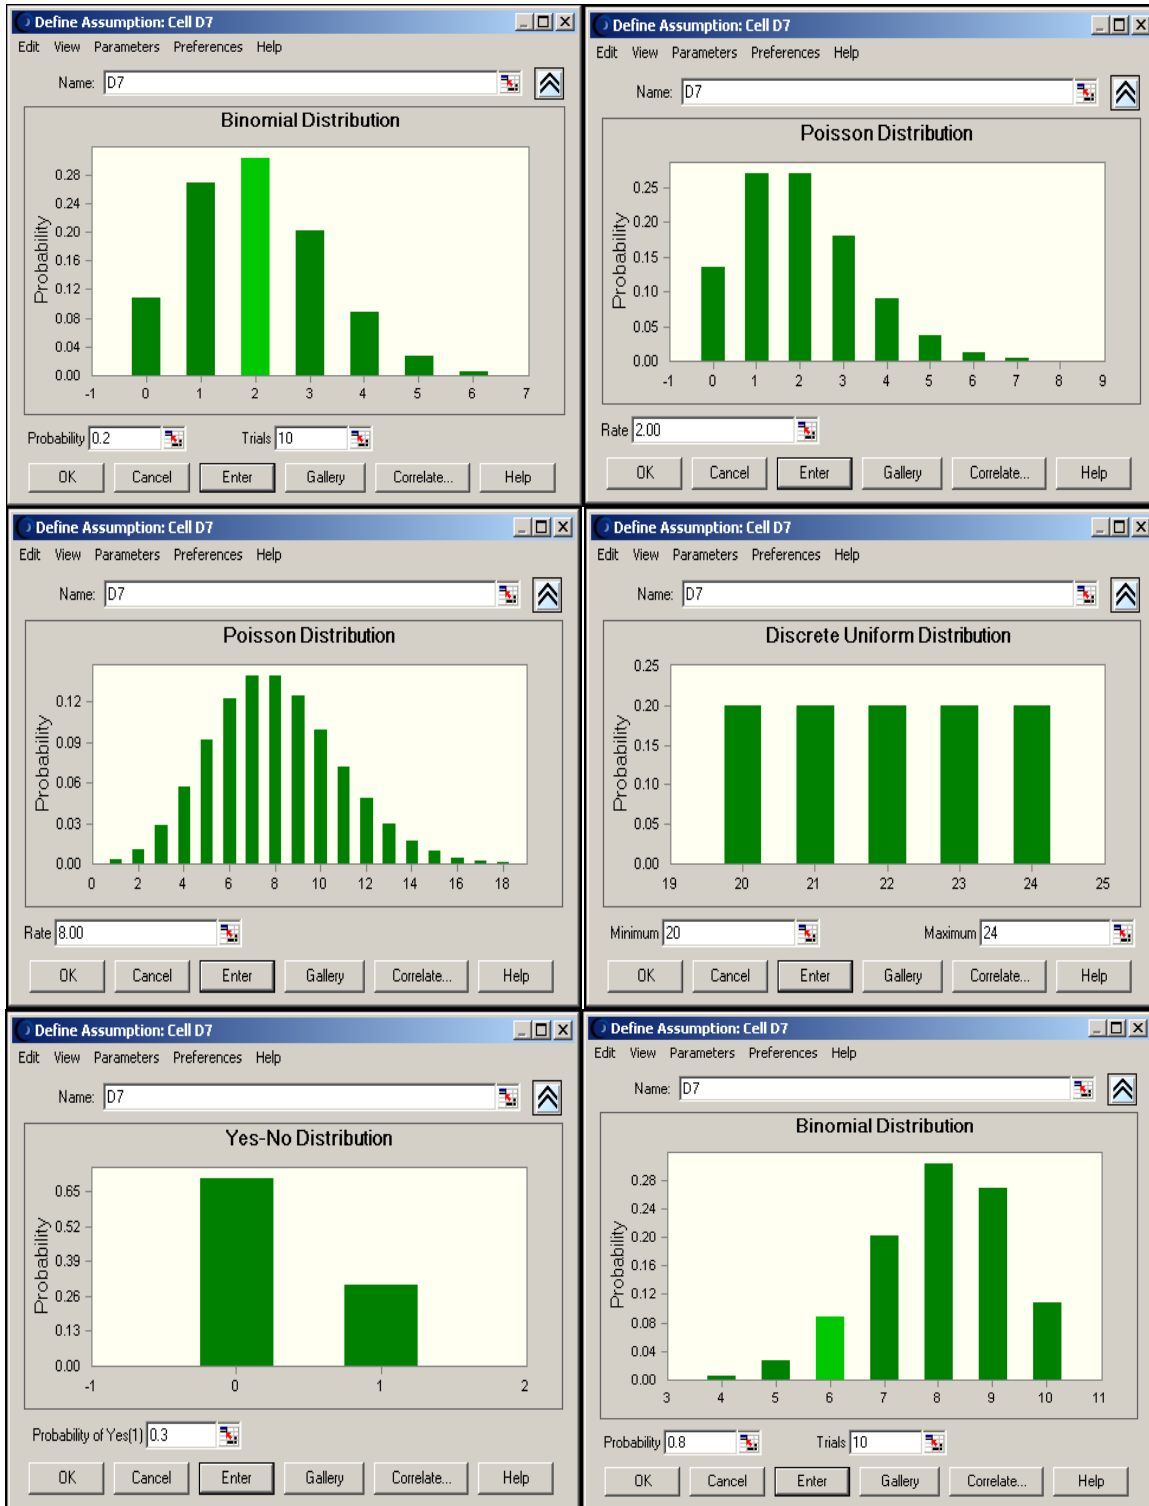 Define Assumption: Cell D7
Edit View Parameters Preferences Help
Name: D7
Binomial Distribution
Probability
0.28
0.24
0.20
0.16
0.12
0.08
0.04
0.00
-1 0 1 2 3 4 5 6 7
Probability 0.2 Trials 10
OK Cancel Enter Gallery Correlate... Help
Define Assumption: Cell D7
Edit View Parameters Preferences Help
Name: D7
Poisson Distribution
Probability
0.25
0.20
0.15
0.10
0.05
0.00
-1 0 1 2 3 4 5 6 7 8 9
Rate 2.00
OK Cancel Enter Gallery Correlate... Help
Define Assumption: Cell D7
Edit View Parameters Preferences Help
Name: D7
Poisson Distribution
Probability
0.12
0.09
0.06
0.03
0.00
0 2 4 6 8 10 12 14 16 18
Rate 8.00
OK Cancel Enter Gallery Correlate... Help
Define Assumption: Cell D7
Edit View Parameters Preferences Help
Name: D7
Discrete Uniform Distribution
Probability
0.25
0.20
0.15
0.10
0.05
0.00
19 20 21 22 23 24 25
Minimum 20 Maximum 24
OK Cancel Enter Gallery Correlate... Help
Define Assumption: Cell D7
Edit View Parameters Preferences Help
Name: D7
Yes-No Distribution
Probability
0.65
0.52
0.39
0.26
0.13
0.00
-1 0 1 2
Probability of Yes(1) 0.3
OK Cancel Enter Gallery Correlate... Help
Define Assumption: Cell D7
Edit View Parameters Preferences Help
Name: D7
Binomial Distribution
Probability
0.28
0.24
0.20
0.16
0.12
0.08
0.04
0.00
3 4 5 6 7 8 9 10 11
Probability 0.8 Trials 10
OK Cancel Enter Gallery Correlate... Help